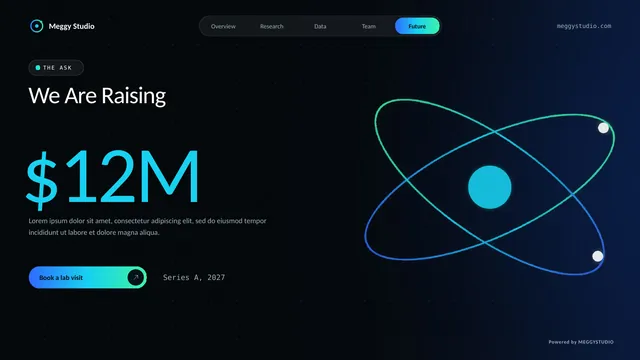 Meggy Studio
Overview
Research
Data
Team
Future
meggystudio.com
THE ASK
We Are Raising
$12M
Lorem ipsum dolor sit amet, consectetur adipiscing elit, sed do eiusmod tempor
incididunt ut labore et dolore magna aliqua.
Book a lab visit
Series A, 2027
Powered by MEGGYSTUDIO